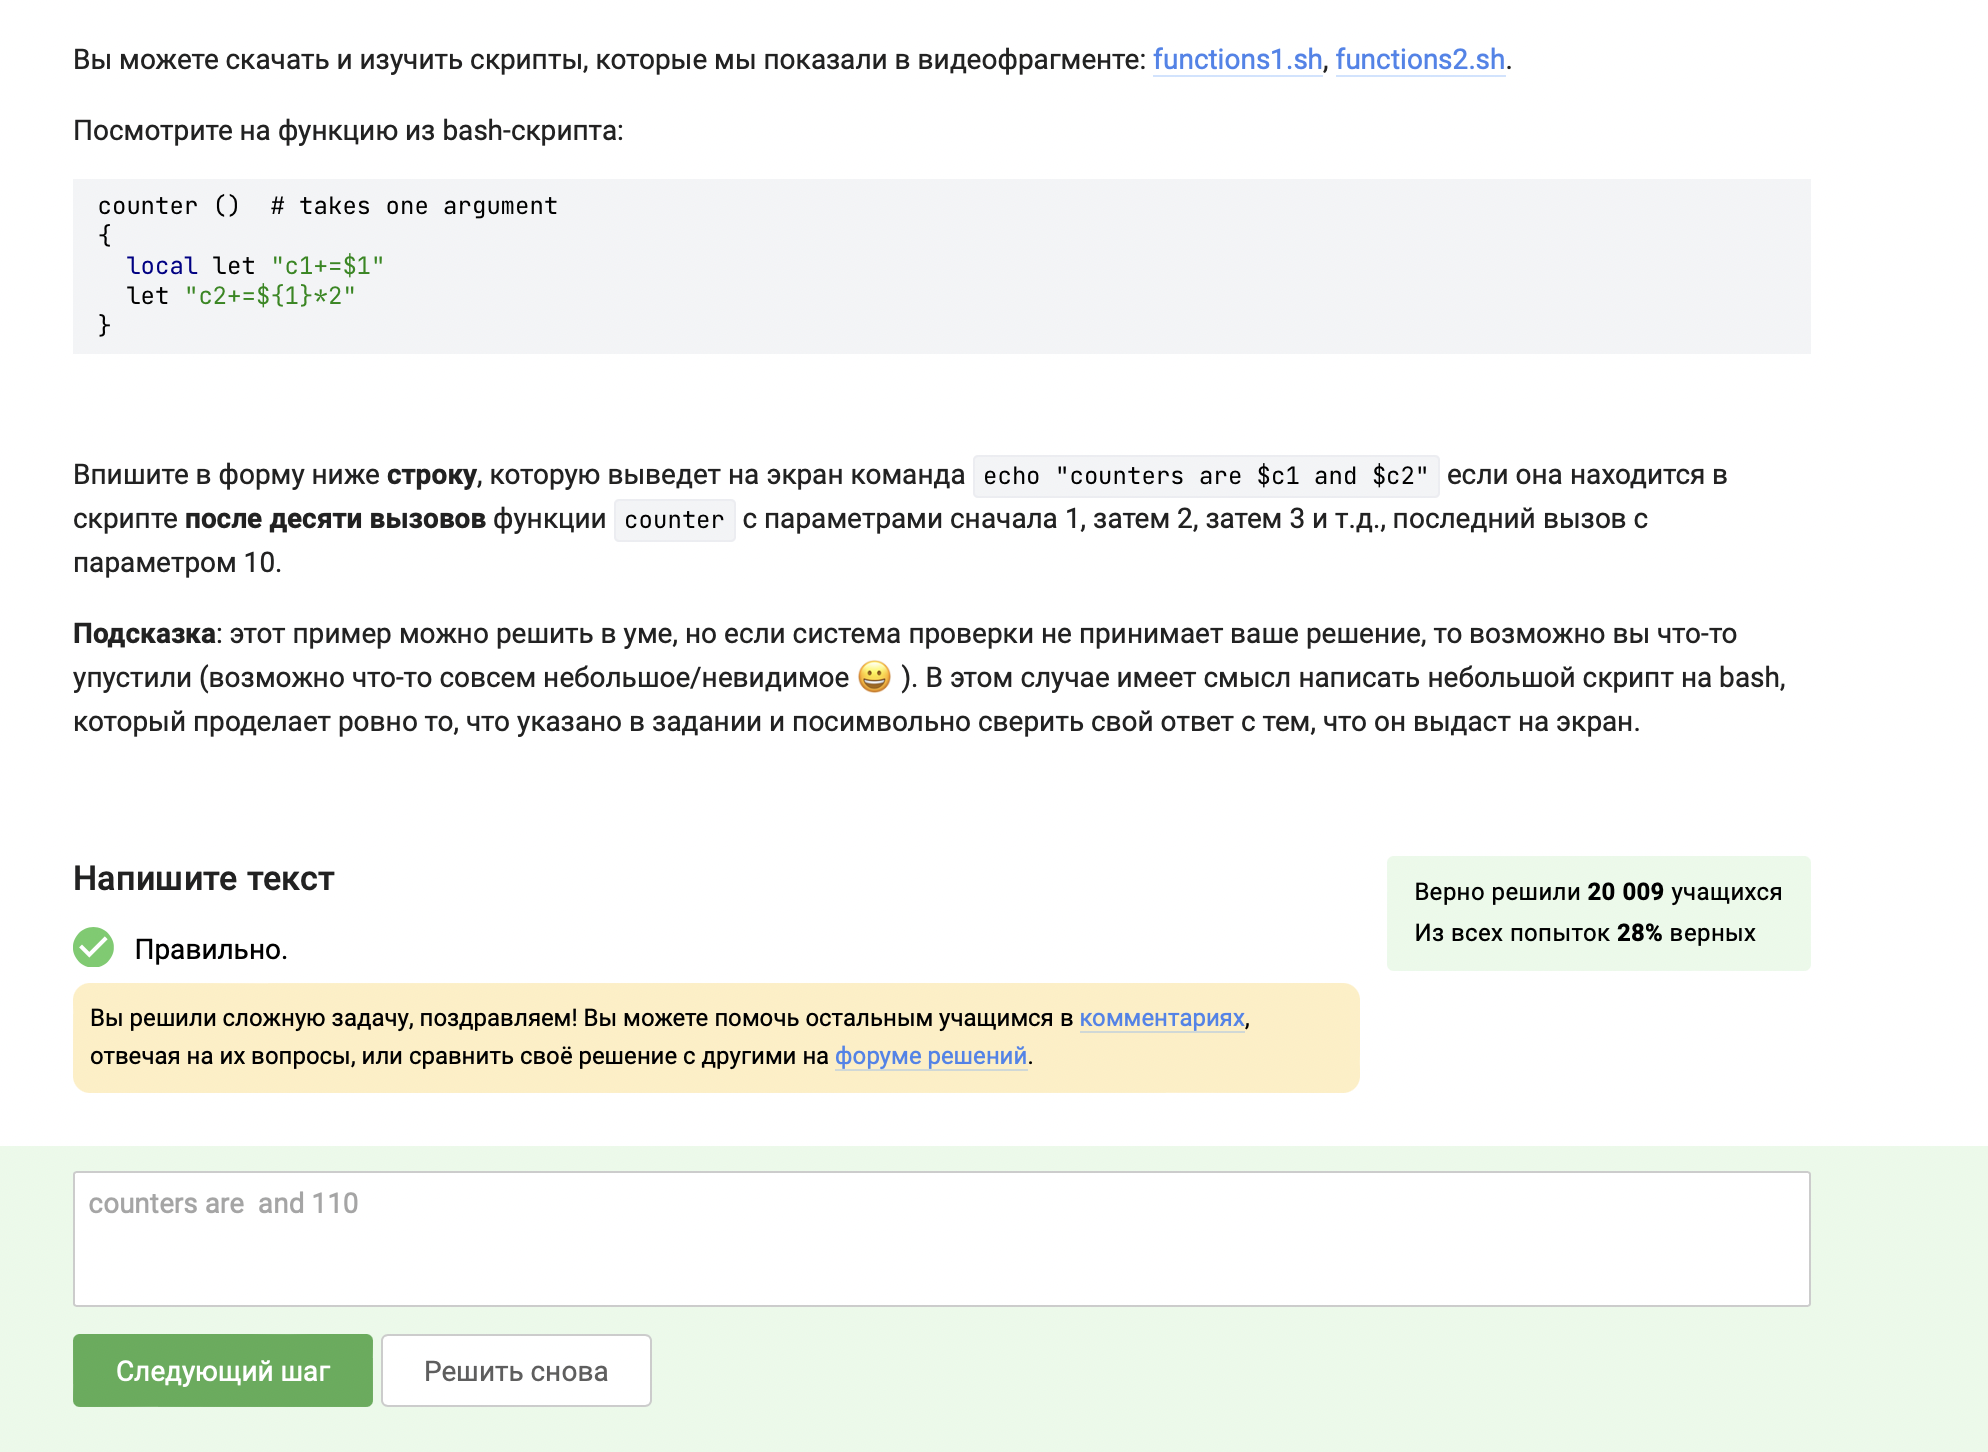 Вы можете скачать и изучить скрипты, которые мы показали в видеофрагменте: functions1.sh, functions2.sh.
Посмотрите на функцию из bash-скрипта:
counter ()  # takes one argument
{
  local let "c1+=$1"
  let "c2+=${1}*2"
}
Впишите в форму ниже строку, которую выведет на экран команда echo "counters are $c1 and $c2" если она находится в
скрипте после десяти вызовов функции counter с параметрами сначала 1, затем 2, затем 3 и т.д., последний вызов с
параметром 10.
Подсказка: этот пример можно решить в уме, но если система проверки не принимает ваше решение, то возможно вы что-то
упустили (возможно что-то совсем небольшое/невидимое 😀 ). В этом случае имеет смысл написать небольшой скрипт на bash,
который проделает ровно то, что указано в задании и посимвольно сверить свой ответ с тем, что он выдаст на экран.
Напишите текст
Верно решили 20 009 учащихся
Из всех попыток 28% верных
Правильно.
Вы решили сложную задачу, поздравляем! Вы можете помочь остальным учащимся в комментариях,
отвечая на их вопросы, или сравнить своё решение с другими на форуме решений.
counters are  and 110
Следующий шаг
Решить снова